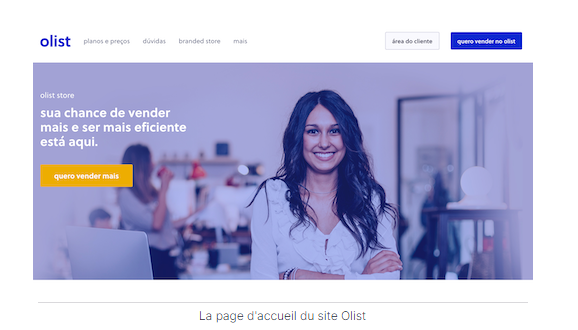 olist
planos e preços dúvidas branded store mais
área do cliente
quero vender no olist
olist store
sua chance de vender
mais e ser mais eficiente
está aqui.
quero vender mais
La page d'accueil du site Olist